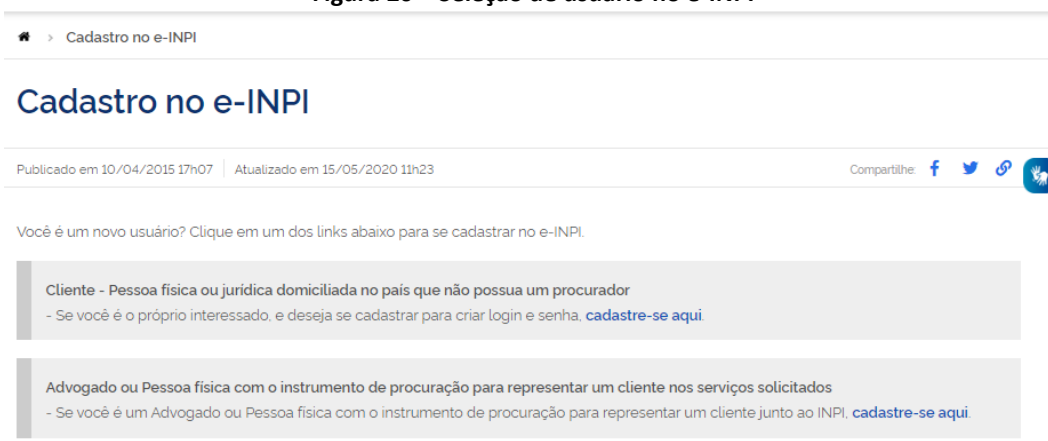 Cadastro no e-INPI
Cadastro no e-INPI
Publicado em 10/04/2015 17h07 Atualizado em 15/05/2020 11h23 Compartilhe:
Você é um novo usuário? Clique em um dos links abaixo para se cadastrar no e-INPI.
Cliente - Pessoa física ou jurídica domiciliada no país que não possua um procurador
- Se você é o próprio interessado, e deseja se cadastrar para criar login e senha, cadastre-se aqui.
Advogado ou Pessoa física com o instrumento de procuração para representar um cliente nos serviços solicitados
- Se você é um Advogado ou Pessoa física com o instrumento de procuração para representar um cliente junto ao INPI, cadastre-se aqui.